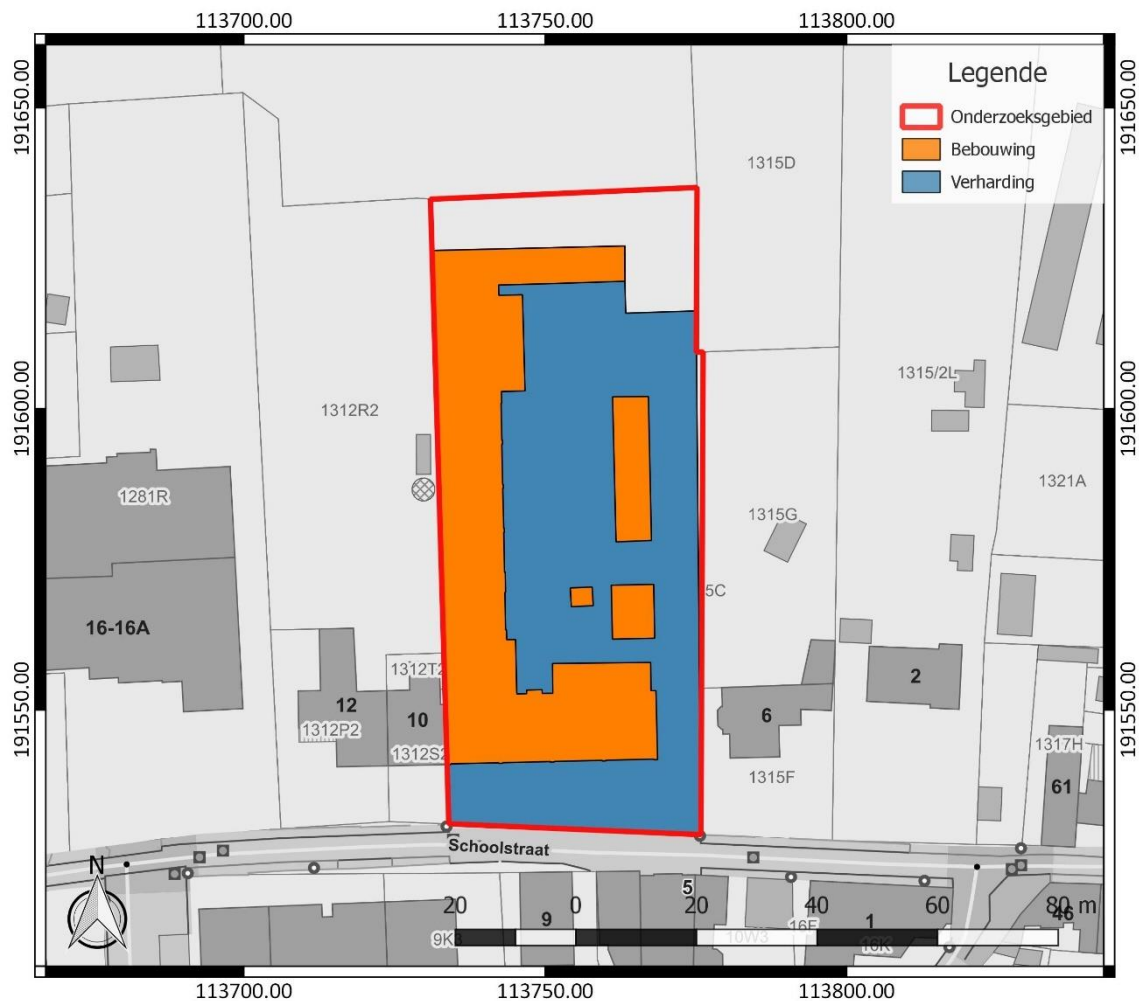 113700.00 113750.00 113800.00
191650.00
191650.00
Legende
Onderzoeksgebied
Bebouwing
Verharding
1315D
191600.00
191600.00
1315/2L
1312R2
1281R
1321A
1315G
5C
16-16A
1312T2
12
10
1312P2
1312S2
2
6
1315F
1317H
61
191550.00
191550.00
Schoolstraat
N
5
20 0 20 40 60 80 m
9
1
46
16F
10W3
16K
113700.00 113750.00 113800.00